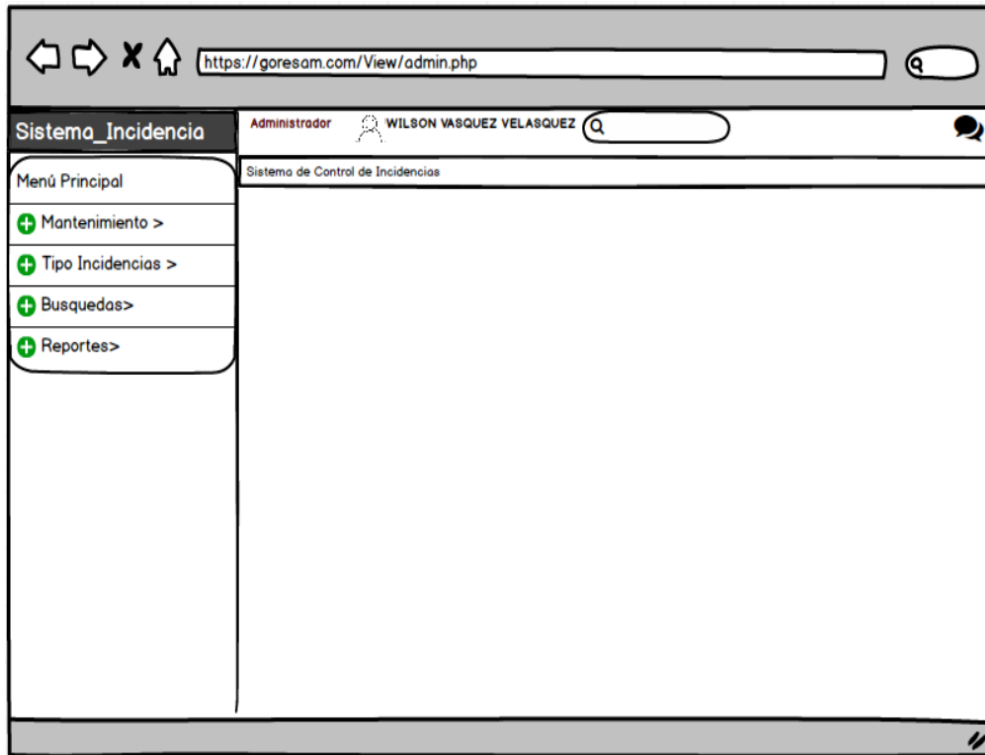 https://goresam.com/View/admin.php
Sistema_Incidencia
Administrador
WILSON VASQUEZ VELASQUEZ
Sistema de Control de Incidencias
Menú Principal
Mantenimiento >
Tipo Incidencias >
Busquedas>
Reportes>